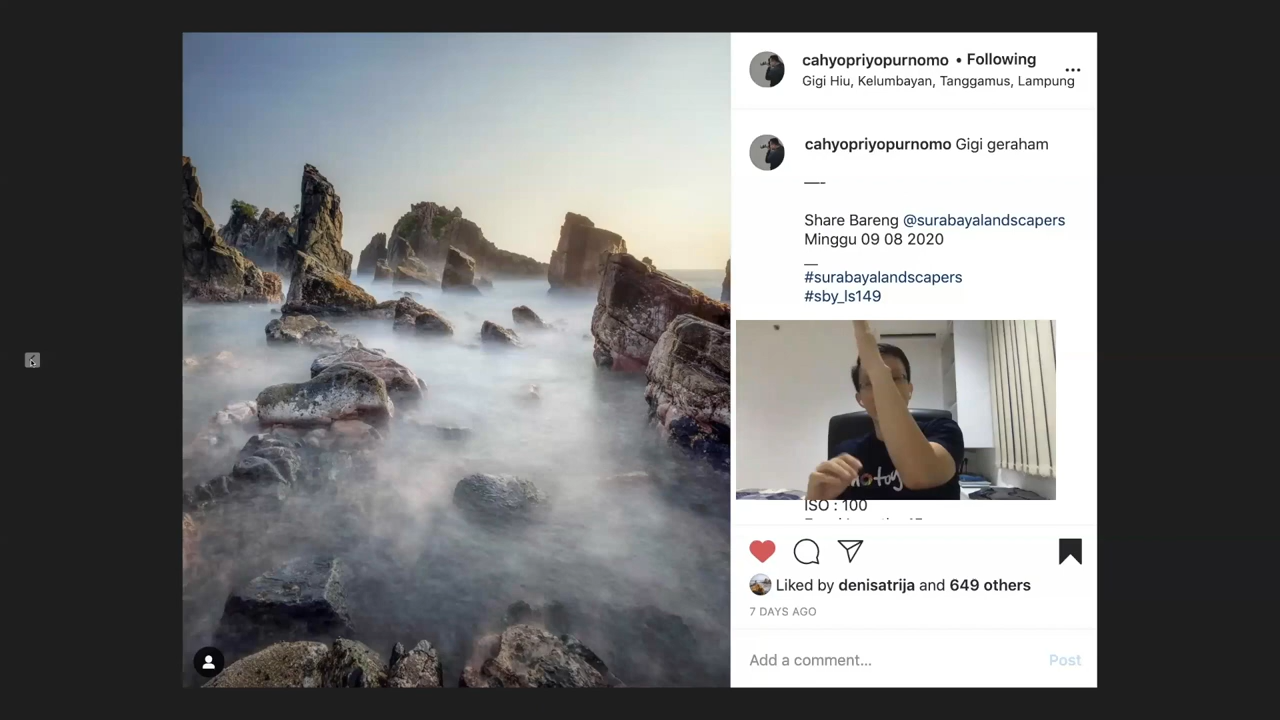 cahyopriyopurnomo • Following
Gigi Hiu, Kelumbayan, Tanggamus, Lampung
cahyopriyopurnomo Gigi geraham
—-
Share Bareng @surabayalandscapers
Minggu 09 08 2020
—
#surabayalandscapers
#sby_ls149
ISO : 100
Liked by denisatrija and 649 others
7 DAYS AGO
Add a comment... Post